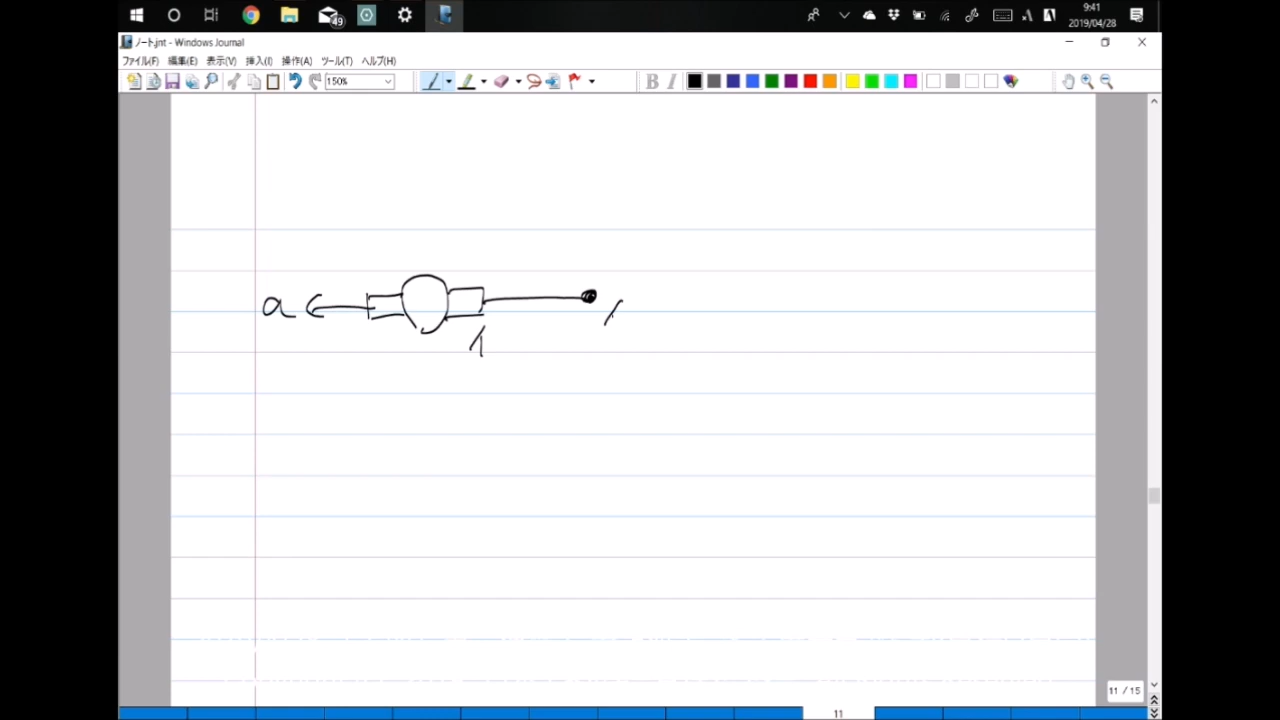 49
9:41
2019/04/28
ノート.jnt - Windows Journal
ファイル(F) 編集(E) 表示(V) 挿入(I) 操作(A) ツール(T) ヘルプ(H)
150%
B I
a
11 / 15
11